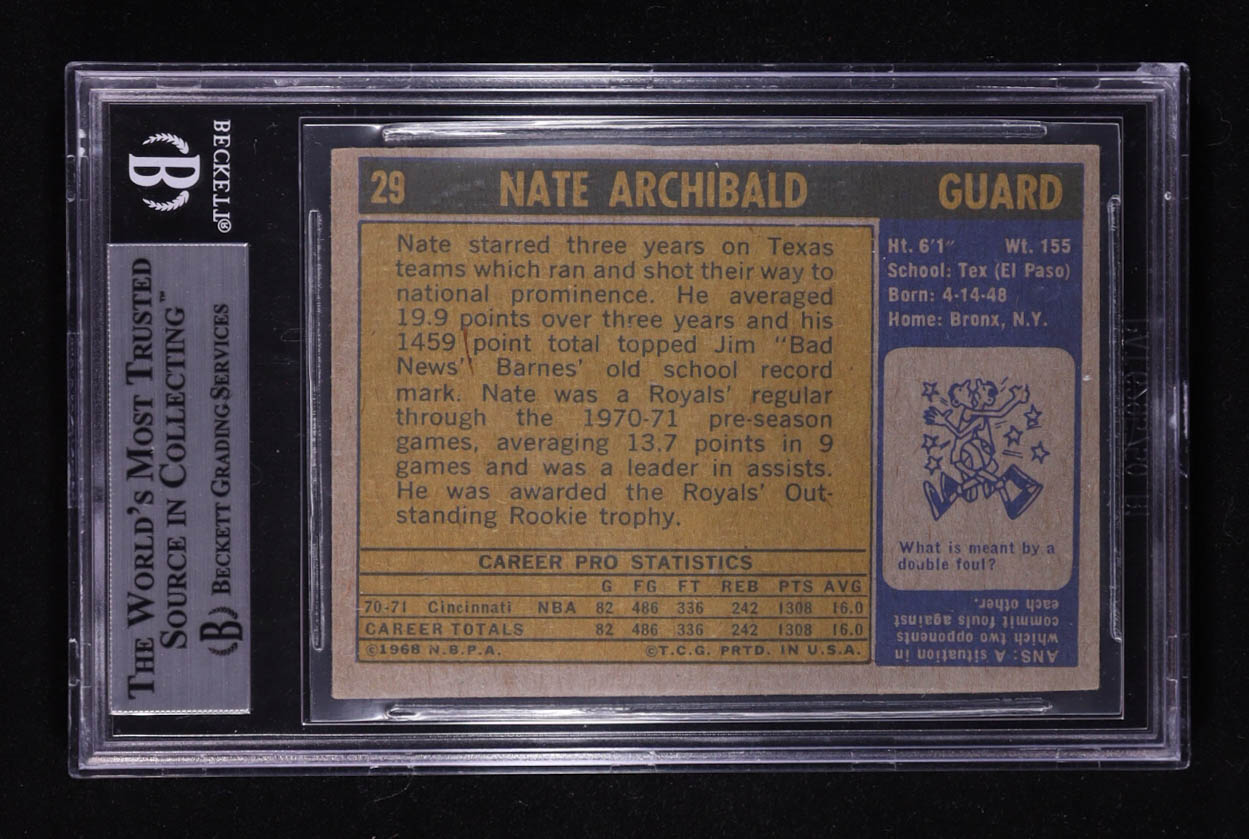 BECKETT®
THE WORLD'S MOST TRUSTED
SOURCE IN COLLECTING™
B BECKETT GRADING SERVICES
29 NATE ARCHIBALD GUARD
Nate starred three years on Texas
teams which ran and shot their way to
national prominence. He averaged
19.9 points over three years and his
1459 point total topped Jim "Bad
News" Barnes' old school record
mark. Nate was a Royals' regular
through the 1970-71 pre-season
games, averaging 13.7 points in 9
games and was a leader in assists.
He was awarded the Royals' Out-
standing Rookie trophy.
CAREER PRO STATISTICS
G FG FT REB PTS AVG
70-71 Cincinnati NBA 82 486 336 242 1308 16.0
CAREER TOTALS 82 486 336 242 1308 16.0
©1968 N.B.P.A. ©T.C.G. PRTD. IN U.S.A.
Ht. 6'1" Wt. 155
School: Tex (El Paso)
Born: 4-14-48
Home: Bronx, N.Y.
What is meant by a
double foul?
ANS: A situation in
which two opponents
commit fouls against
each other.